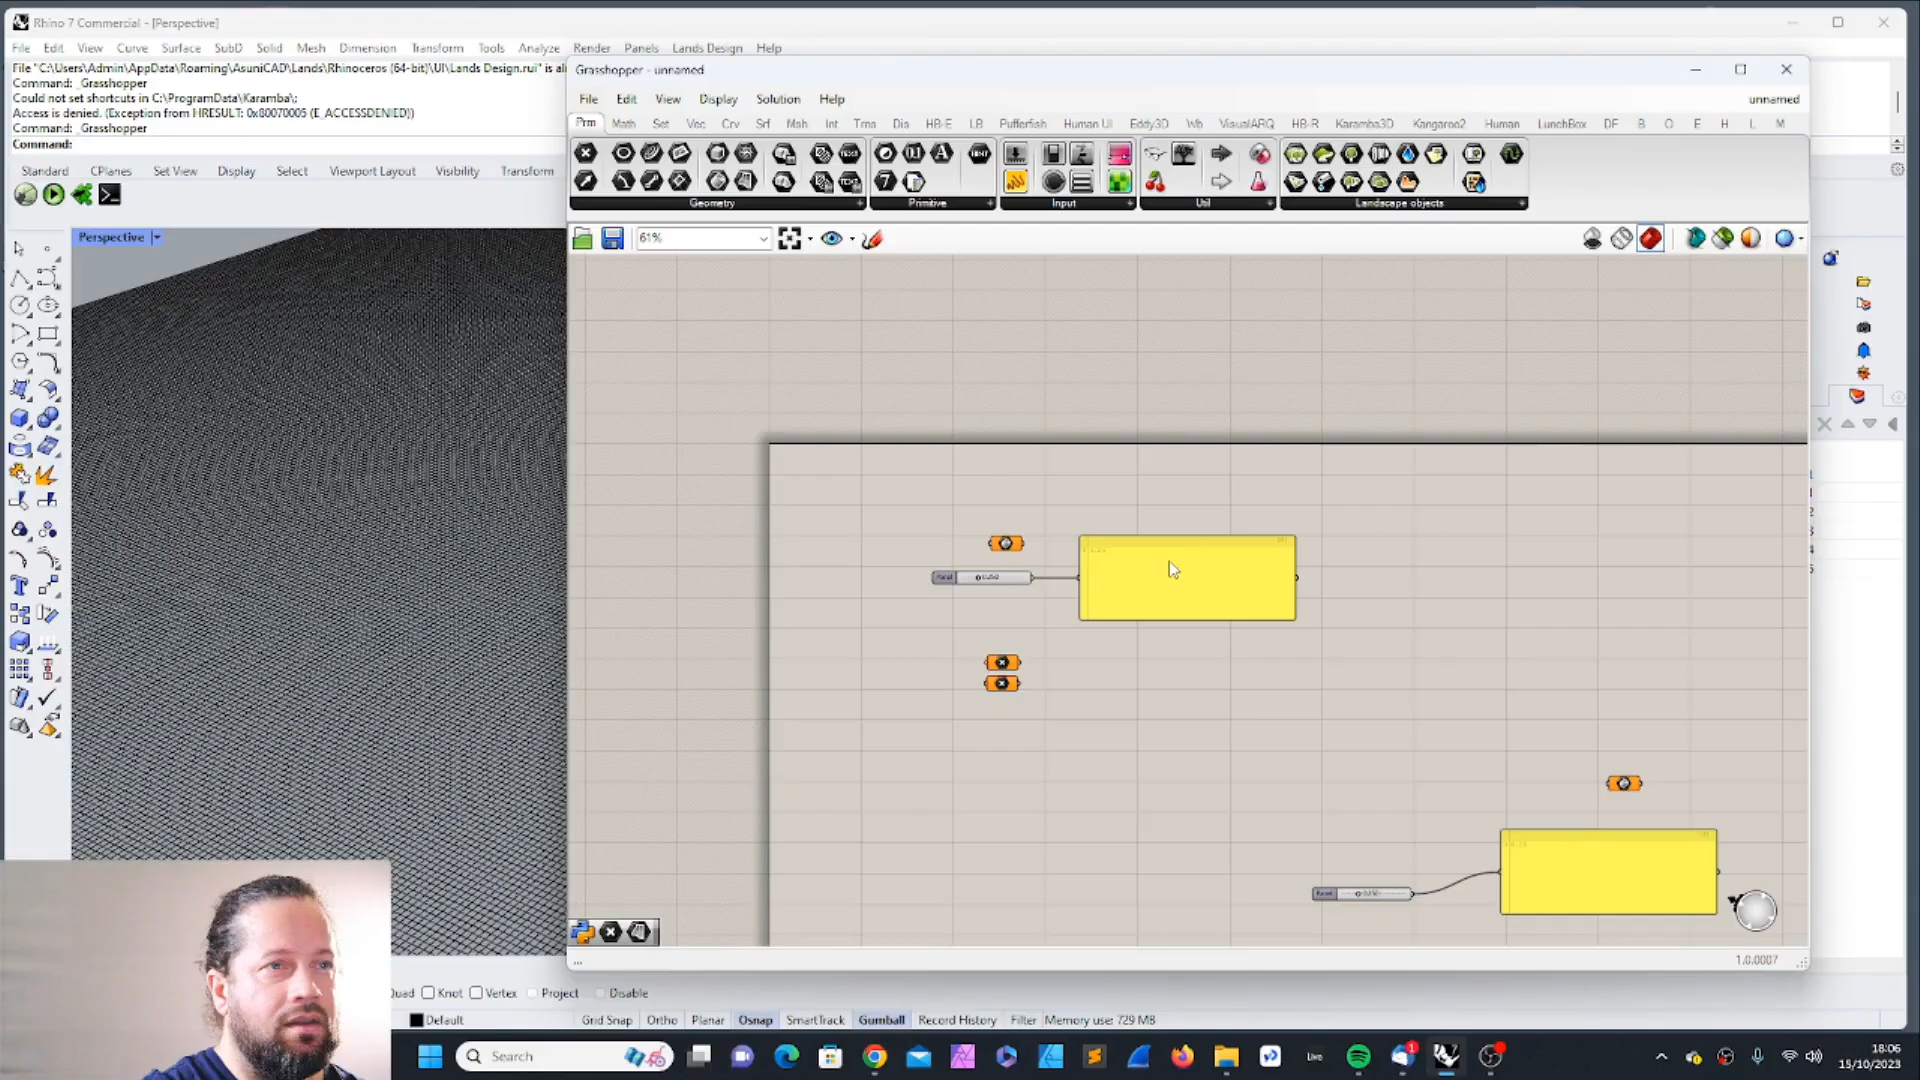 Rhino 7 Commercial - [Perspective]
File Edit View Curve Surface SubD Solid Mesh Dimension Transform Tools Analyze Render Panels Lands Design Help
File "C:\Users\Admin\AppData\Roaming\AsuniCAD\Lands\Rhinoceros (64-bit)\UI\Lands Design.rui" is al
Command: _Grasshopper
Could not set shortcuts in C:\ProgramData\Karamba\;
Access is denied. (Exception from HRESULT: 0x80070005 (E_ACCESSDENIED))
Command: _Grasshopper
Command:
Standard CPlanes Set View Display Select Viewport Layout Visibility Transform
Perspective
Grasshopper - unnamed
File Edit View Display Solution Help unnamed
Prm Math Set Vec Crv Srf Msh Int Trns Dis HB-E LB Pufferfish Human UI Eddy3D Wb VisualARQ HB-R Karamba3D Kangaroo2 Human LunchBox DF B O E H L M
Geometry Primitive Input Util Landscape objects
61%
0.250
...
1.0.0007
Quad Knot Vertex Project Disable
Default Grid Snap Ortho Planar Osnap SmartTrack Gumball Record History Filter Memory use: 729 MB
Search
Live
1
18:06
15/10/2023